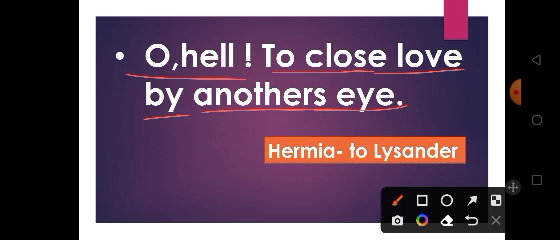 • O,hell ! To close love
by anothers eye.
Hermia- to Lysander